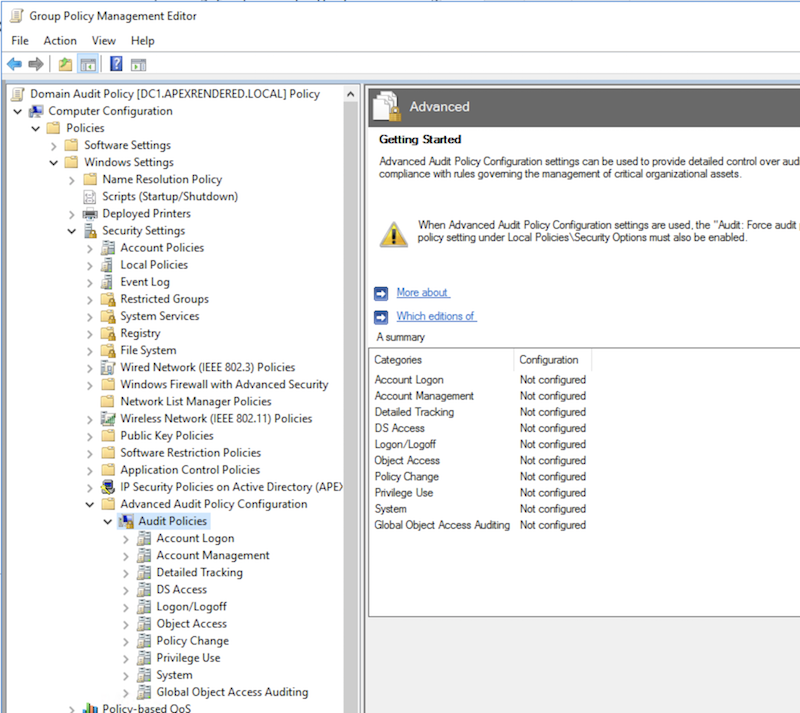 Group Policy Management Editor
File Action View Help
Domain Audit Policy [DC1.APEXRENDERED.LOCAL] Policy
Computer Configuration
Policies
Software Settings
Windows Settings
Name Resolution Policy
Scripts (Startup/Shutdown)
Deployed Printers
Security Settings
Account Policies
Local Policies
Event Log
Restricted Groups
System Services
Registry
File System
Wired Network (IEEE 802.3) Policies
Windows Firewall with Advanced Security
Network List Manager Policies
Wireless Network (IEEE 802.11) Policies
Public Key Policies
Software Restriction Policies
Application Control Policies
IP Security Policies on Active Directory (APEX
Advanced Audit Policy Configuration
Audit Policies
Account Logon
Account Management
Detailed Tracking
DS Access
Logon/Logoff
Object Access
Policy Change
Privilege Use
System
Global Object Access Auditing
Policy-based QoS
Advanced
Getting Started
Advanced Audit Policy Configuration settings can be used to provide detailed control over aud
compliance with rules governing the management of critical organizational assets.
When Advanced Audit Policy Configuration settings are used, the "Audit: Force audit
policy setting under Local Policies\Security Options must also be enabled.
More about
Which editions of
A summary
Categories Configuration
Account Logon Not configured
Account Management Not configured
Detailed Tracking Not configured
DS Access Not configured
Logon/Logoff Not configured
Object Access Not configured
Policy Change Not configured
Privilege Use Not configured
System Not configured
Global Object Access Auditing Not configured